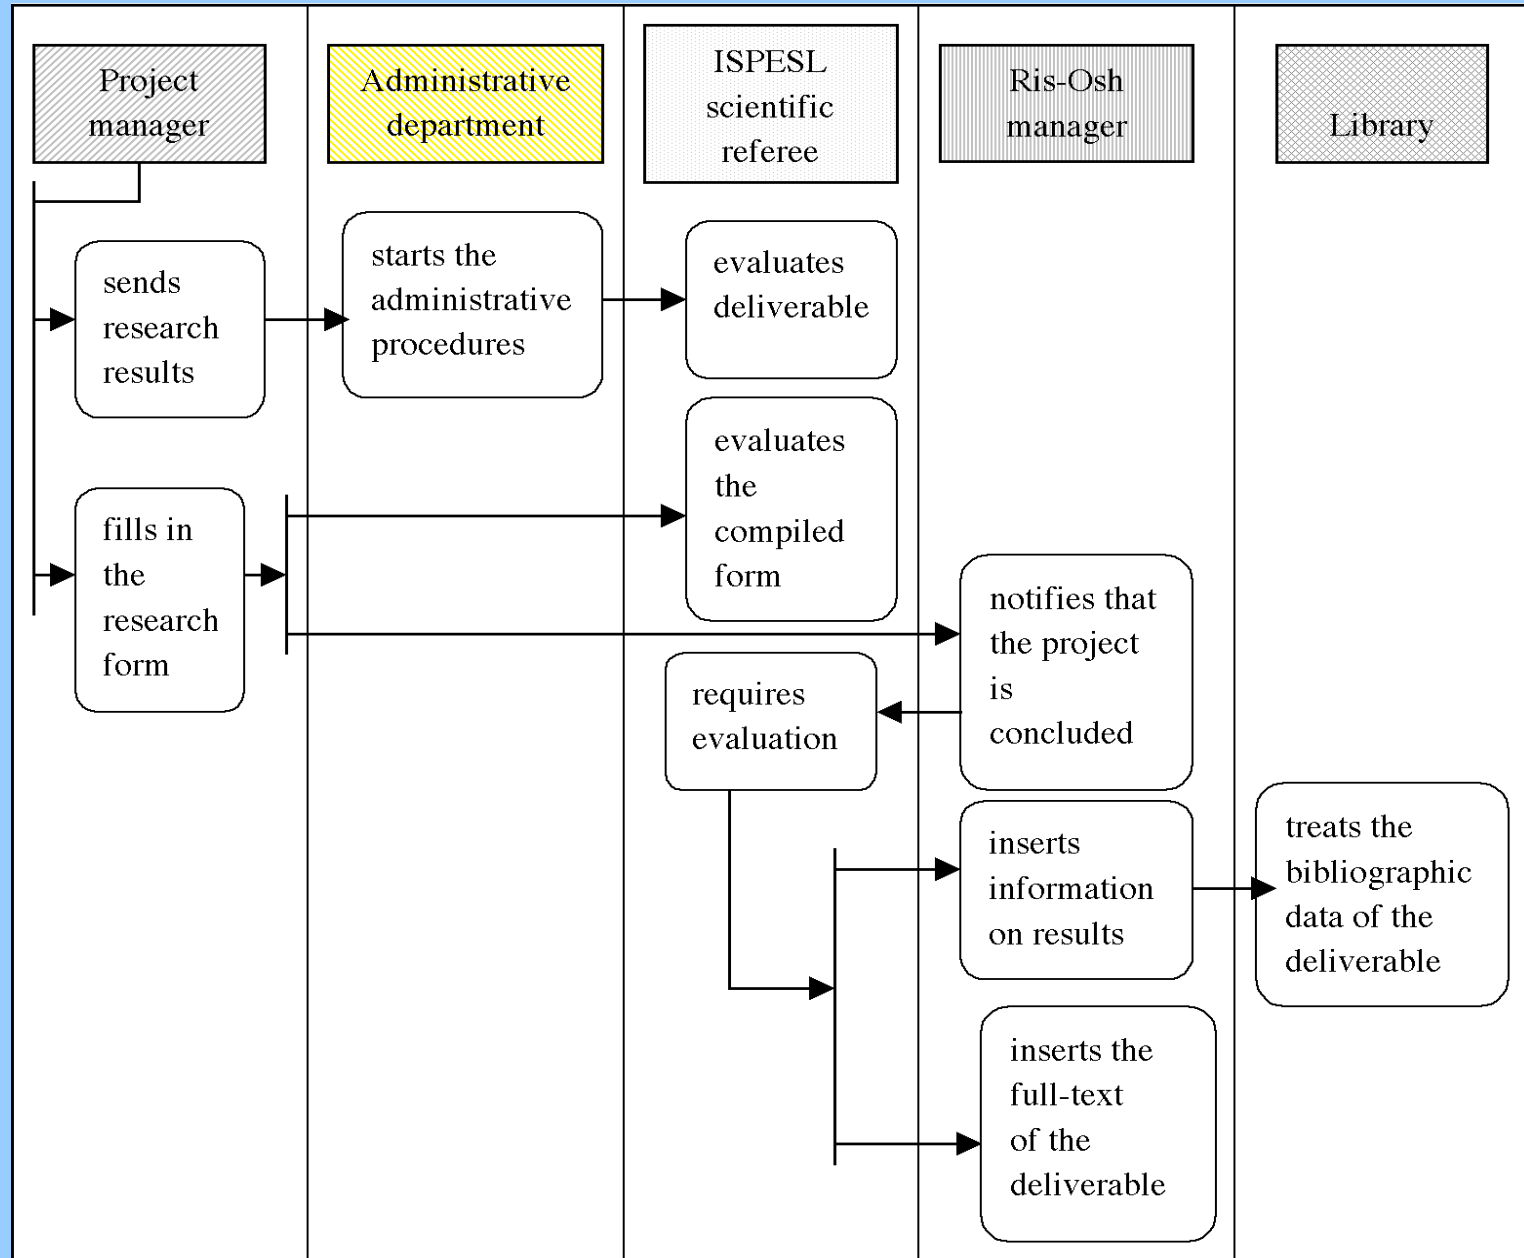 Project
manager
Administrative
department
ISPESL
scientific
referee
Ris-Osh
manager
Library
sends
research
results
starts the
administrative
procedures
evaluates
deliverable
evaluates
the
compiled
form
fills in
the
research
form
notifies that
the project
is
concluded
requires
evaluation
inserts
information
on results
treats the
bibliographic
data of the
deliverable
inserts the
full-text
of the
deliverable